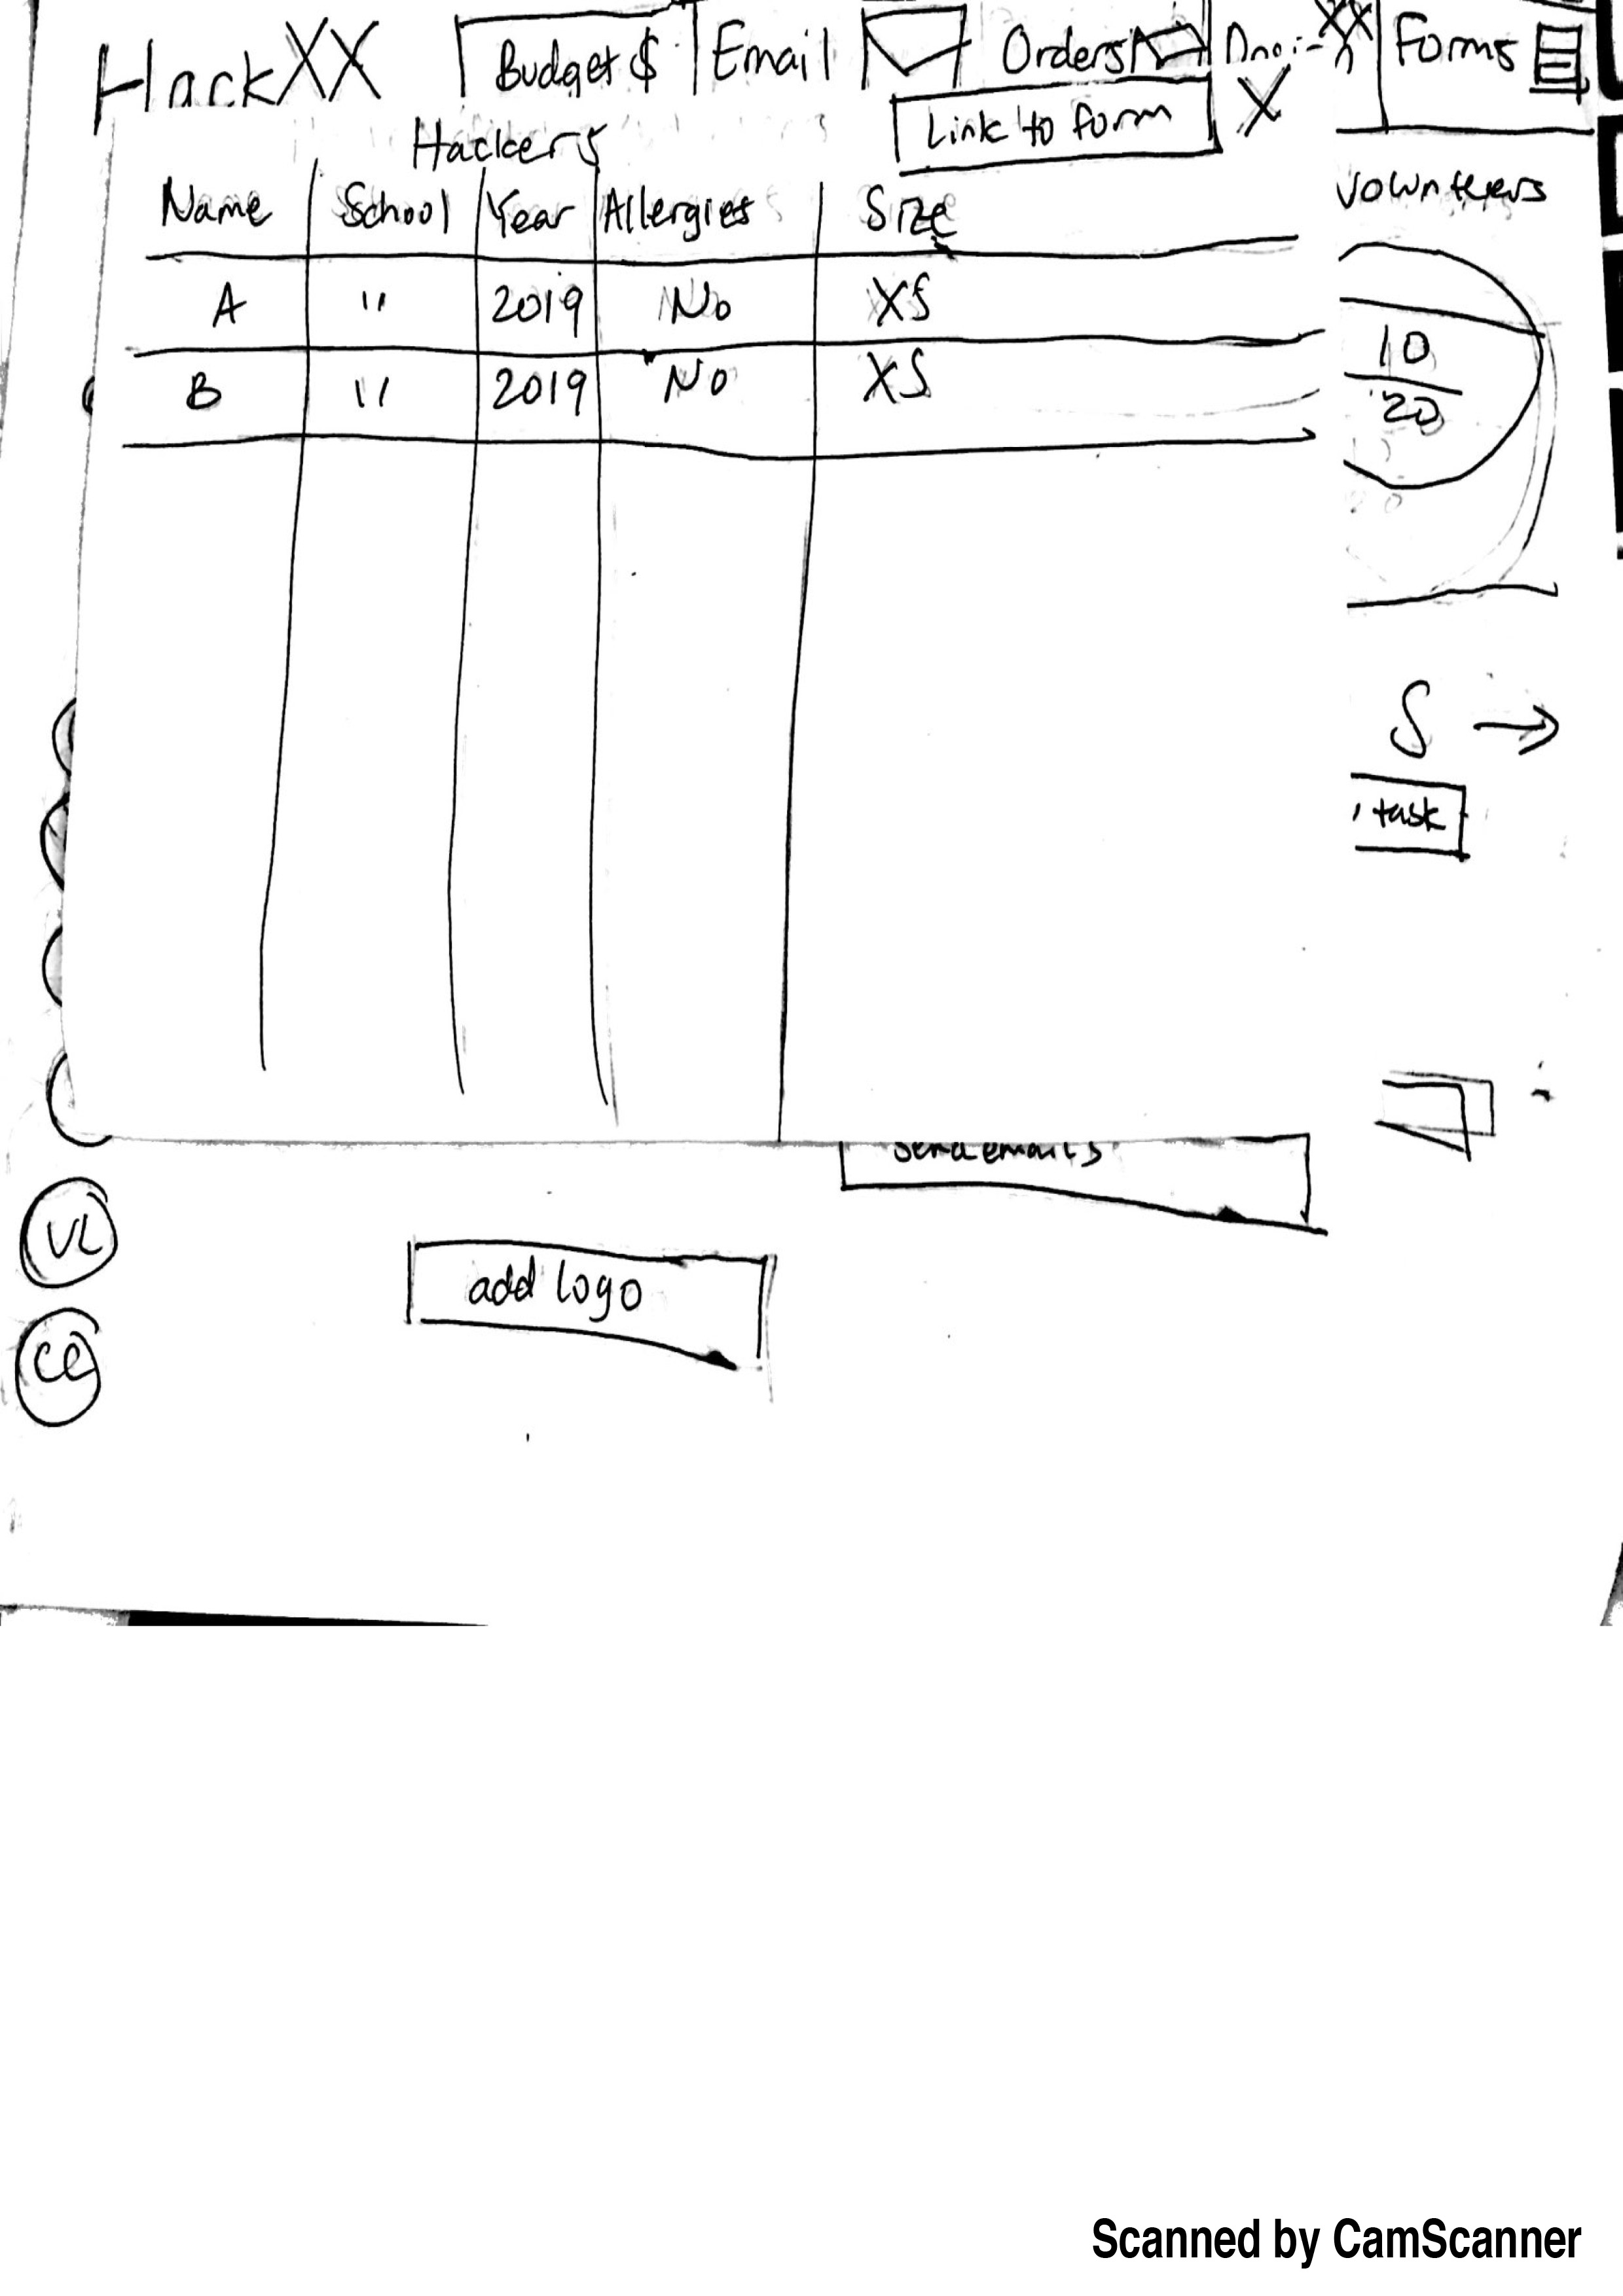 HackXX Budget $ Email Orders Forms
Hackers Link to form X
Name School Year Allergies Size Volunteers
A " 2019 No XS
B " 2019 No XS
10
20
S →
task
send emails
VL
add logo
CC
Scanned by CamScanner